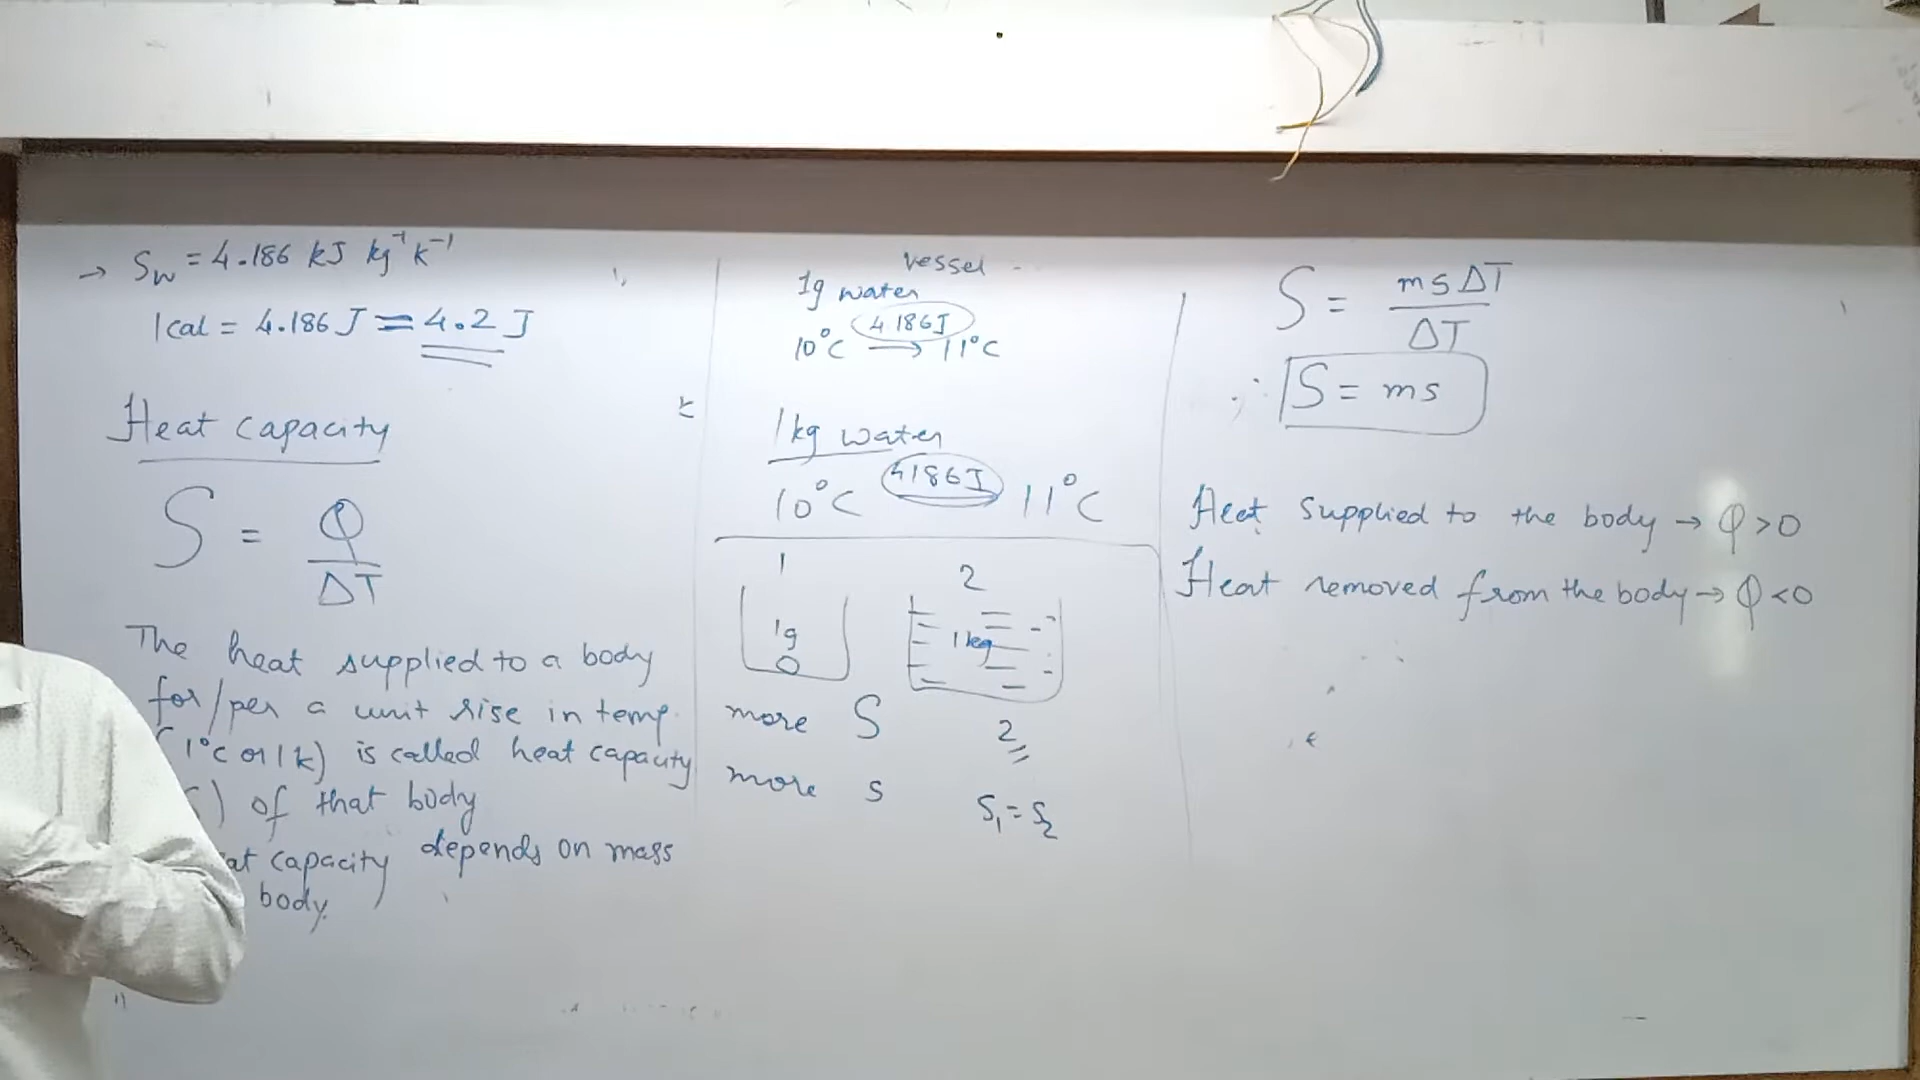 → Sw = 4.186 kJ kg⁻¹ k⁻¹
1 cal = 4.186 J = 4.2 J
Heat capacity
S = Q / ΔT
The heat supplied to a body
for/per a unit rise in temp.
(1°C or 1k) is called heat capacity
) of that body
at capacity depends on mass
body.
vessel
1g water
4.186J
10°C → 11°C
1kg water
10°C 4186J 11°C
1 2
1g 1kg
more S 2
more s S₁ = S₂
S = msΔT / ΔT
∴ S = ms
Heat supplied to the body → Q > 0
Heat removed from the body → Q < 0